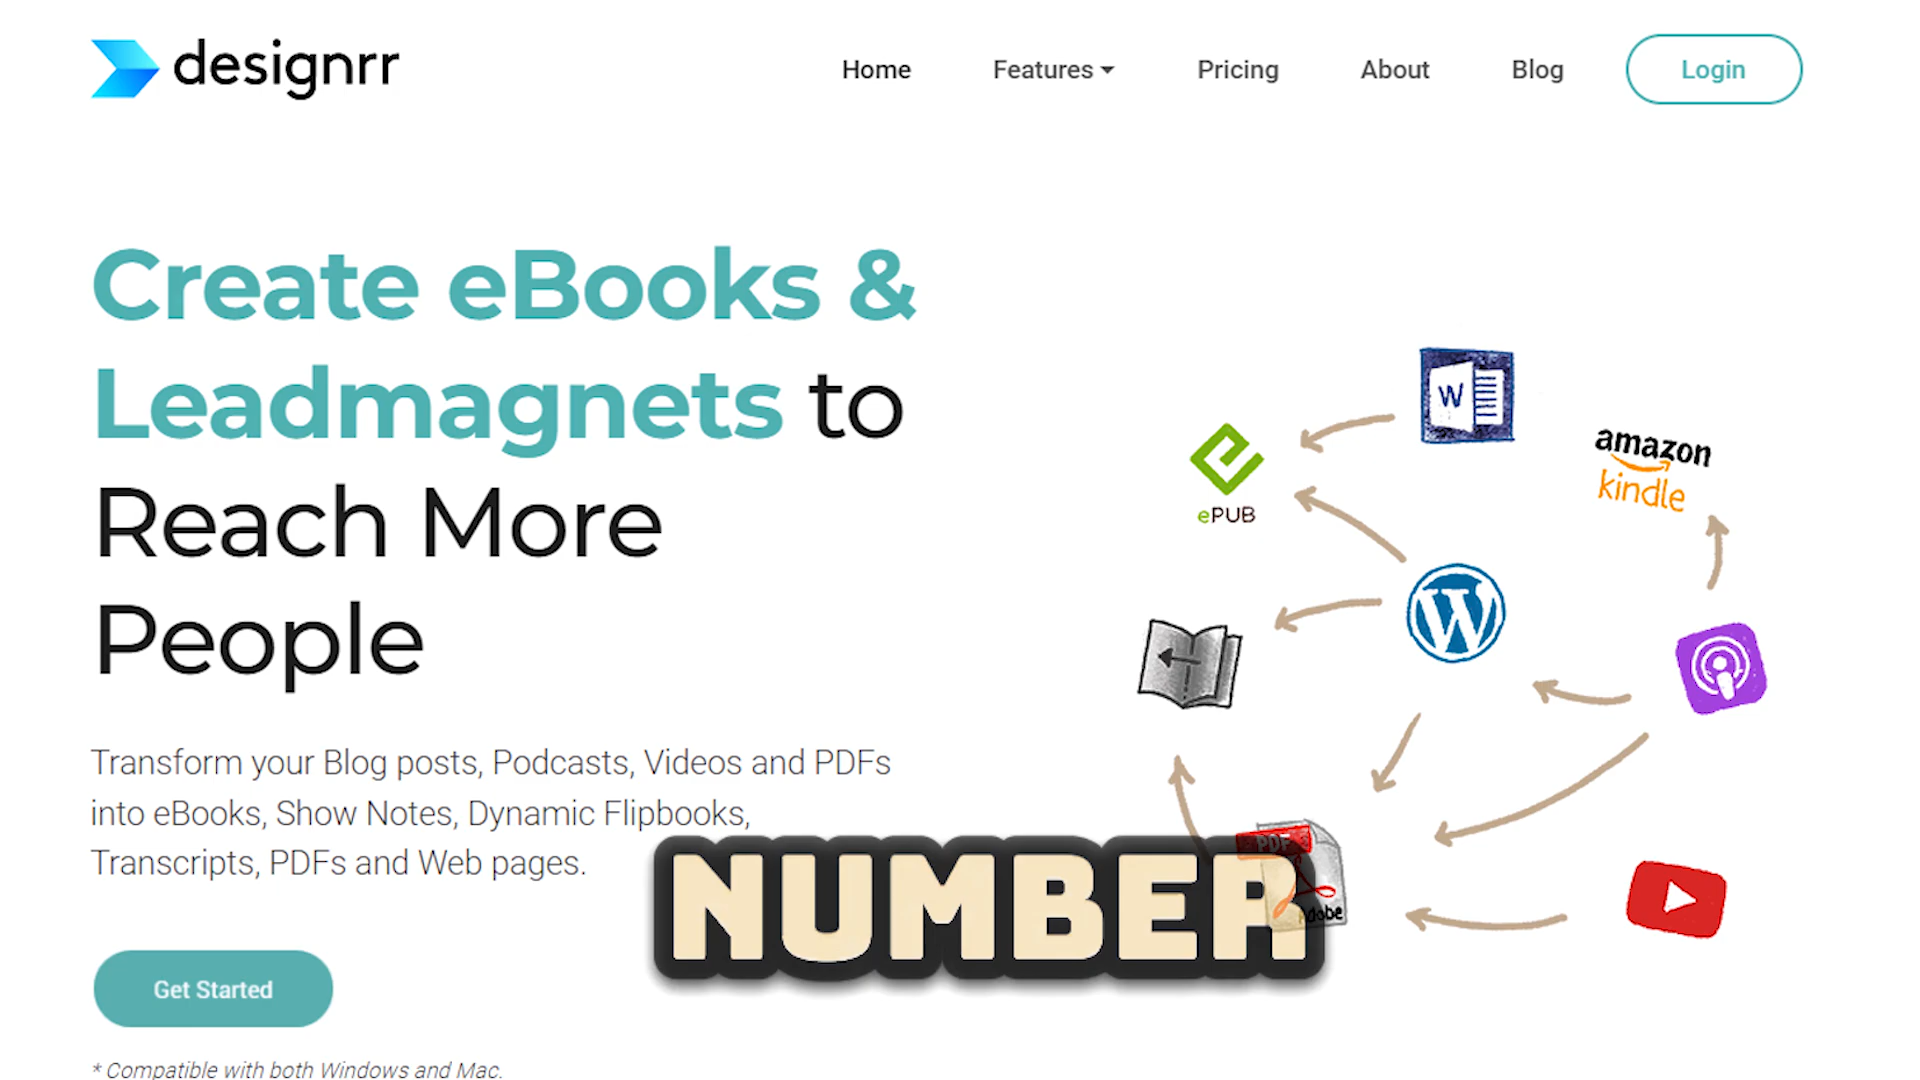 designrr
Home Features Pricing About Blog Login
Create eBooks &
Leadmagnets to
Reach More
People
W
amazon
kindle
ePUB
W
Transform your Blog posts, Podcasts, Videos and PDFs
into eBooks, Show Notes, Dynamic Flipbooks,
Transcripts, PDFs and Web pages.
PDF
Adobe
NUMBER
Get Started
* Compatible with both Windows and Mac.